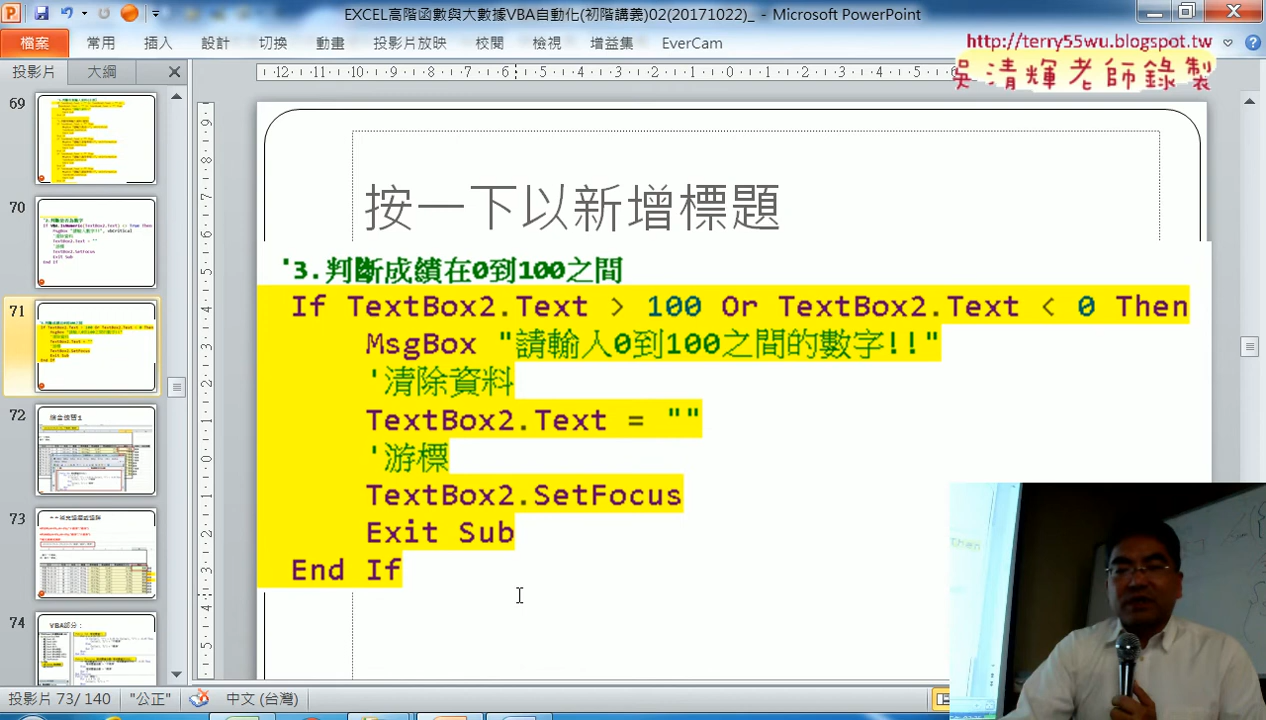 EXCEL高階函數與大數據VBA自動化(初階講義)02(20171022)_ - Microsoft PowerPoint
檔案 常用 插入 設計 切換 動畫 投影片放映 校閱 檢視 增益集 EverCam
http://terry55wu.blogspot.tw
吳清輝老師錄製
投影片 大綱
69
70
71
72
73
74
VBA部分:
按一下以新增標題
'3.判斷成績在0到100之間
If TextBox2.Text > 100 Or TextBox2.Text < 0 Then
MsgBox "請輸入0到100之間的數字!!"
'清除資料
TextBox2.Text = ""
'游標
TextBox2.SetFocus
Exit Sub
End If
投影片 73/140 "公正" 中文 (台灣)